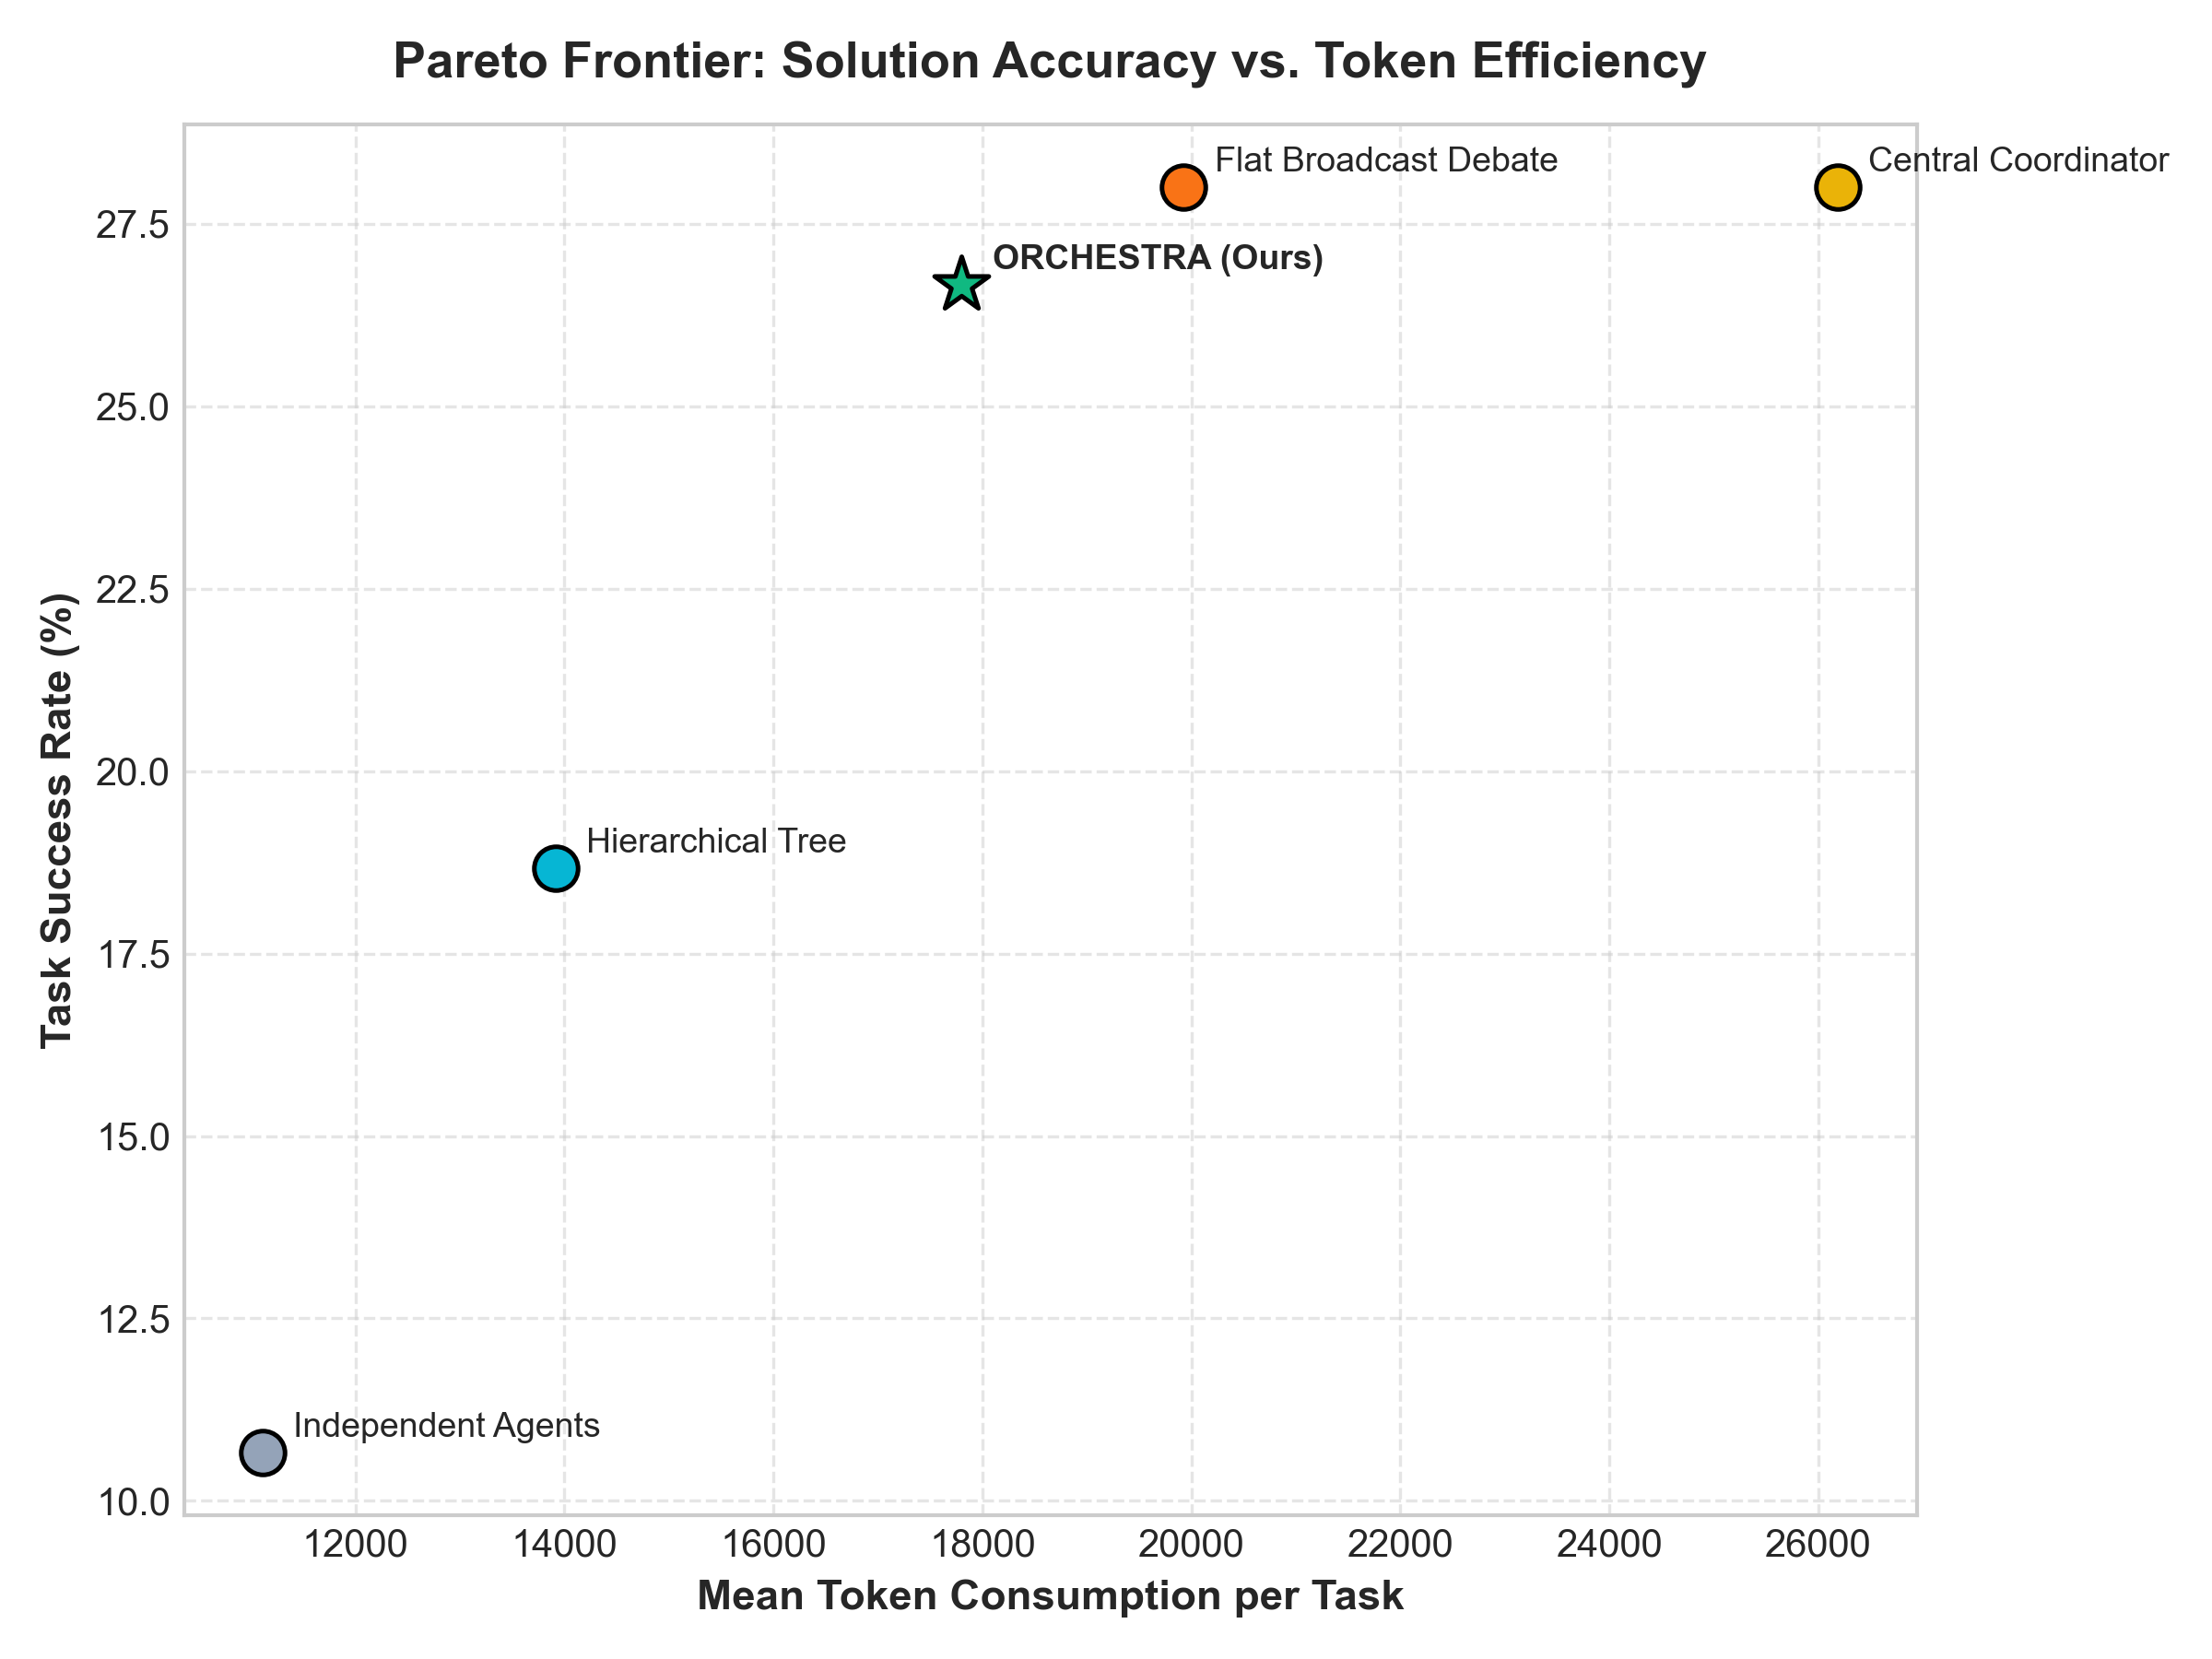 Pareto Frontier: Solution Accuracy vs. Token Efficiency
Flat Broadcast Debate
Central Coordinator
27.5
ORCHESTRA (Ours)
25.0
22.5
20.0
Hierarchical Tree
17.5
15.0
12.5
Independent Agents
10.0
Task Success Rate (%)
12000 14000 16000 18000 20000 22000 24000 26000
Mean Token Consumption per Task